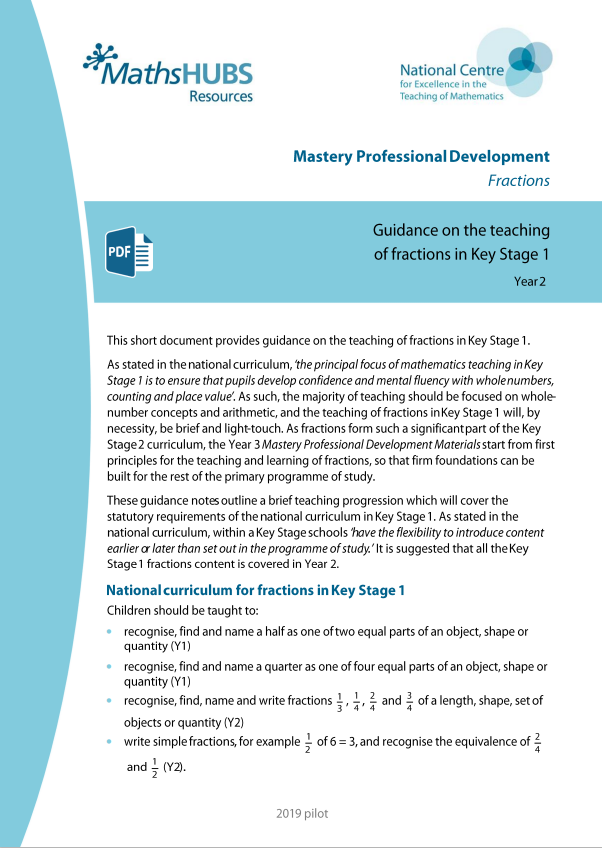 MathsHUBS
Resources
National Centre
for Excellence in the
Teaching of Mathematics
Mastery Professional Development
Fractions
PDF
Guidance on the teaching
of fractions in Key Stage 1
Year 2
This short document provides guidance on the teaching of fractions in Key Stage 1.
As stated in the national curriculum, 'the principal focus of mathematics teaching in Key
Stage 1 is to ensure that pupils develop confidence and mental fluency with whole numbers,
counting and place value'. As such, the majority of teaching should be focused on whole-
number concepts and arithmetic, and the teaching of fractions in Key Stage 1 will, by
necessity, be brief and light-touch. As fractions form such a significant part of the Key
Stage 2 curriculum, the Year 3 Mastery Professional Development Materials start from first
principles for the teaching and learning of fractions, so that firm foundations can be
built for the rest of the primary programme of study.
These guidance notes outline a brief teaching progression which will cover the
statutory requirements of the national curriculum in Key Stage 1. As stated in the
national curriculum, within a Key Stage schools 'have the flexibility to introduce content
earlier or later than set out in the programme of study.' It is suggested that all the Key
Stage 1 fractions content is covered in Year 2.
National curriculum for fractions in Key Stage 1
Children should be taught to:
• recognise, find and name a half as one of two equal parts of an object, shape or
quantity (Y1)
• recognise, find and name a quarter as one of four equal parts of an object, shape or
quantity (Y1)
• recognise, find, name and write fractions 1/3, 1/4, 2/4 and 3/4 of a length, shape, set of
objects or quantity (Y2)
• write simple fractions, for example 1/2 of 6 = 3, and recognise the equivalence of 2/4
and 1/2 (Y2).
2019 pilot